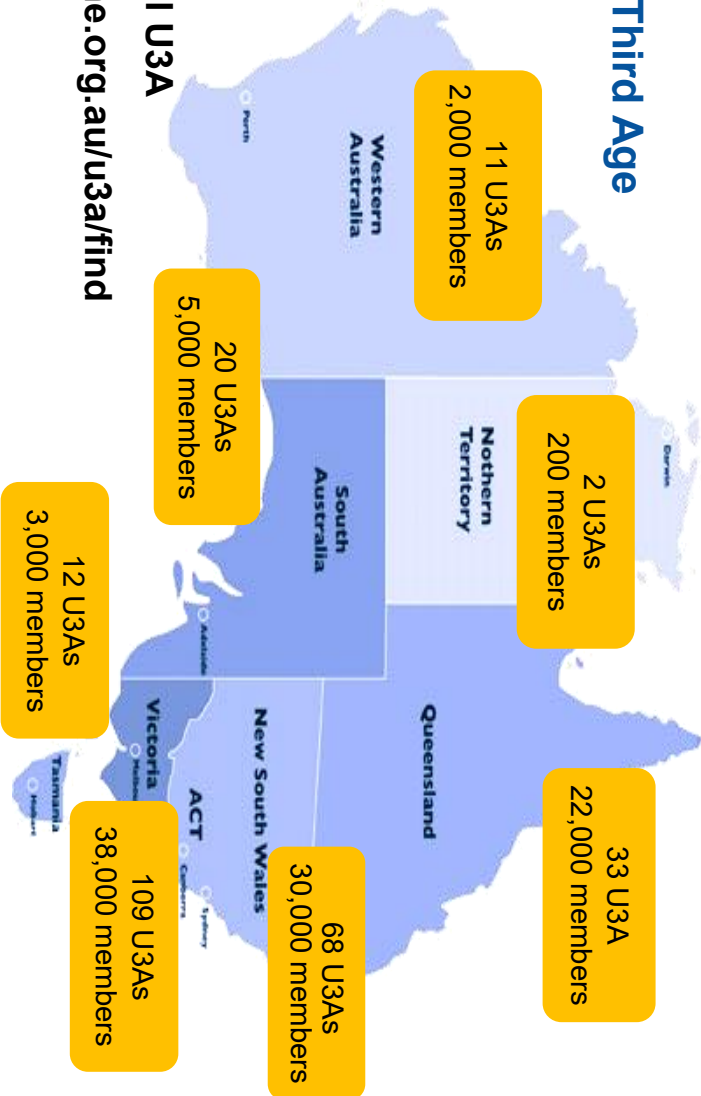 Third Age
11 U3As
2,000 members
2 U3As
200 members
33 U3A
22,000 members
Darwin
Nothern
Territory
Western
Australia
Queensland
South
Australia
Perth
20 U3As
5,000 members
New South Wales
68 U3As
30,000 members
Adelaide
Sydney
ACT
Canberra
Victoria
109 U3As
38,000 members
12 U3As
3,000 members
Tasmania
Hobart
l U3A
e.org.au/u3a/find